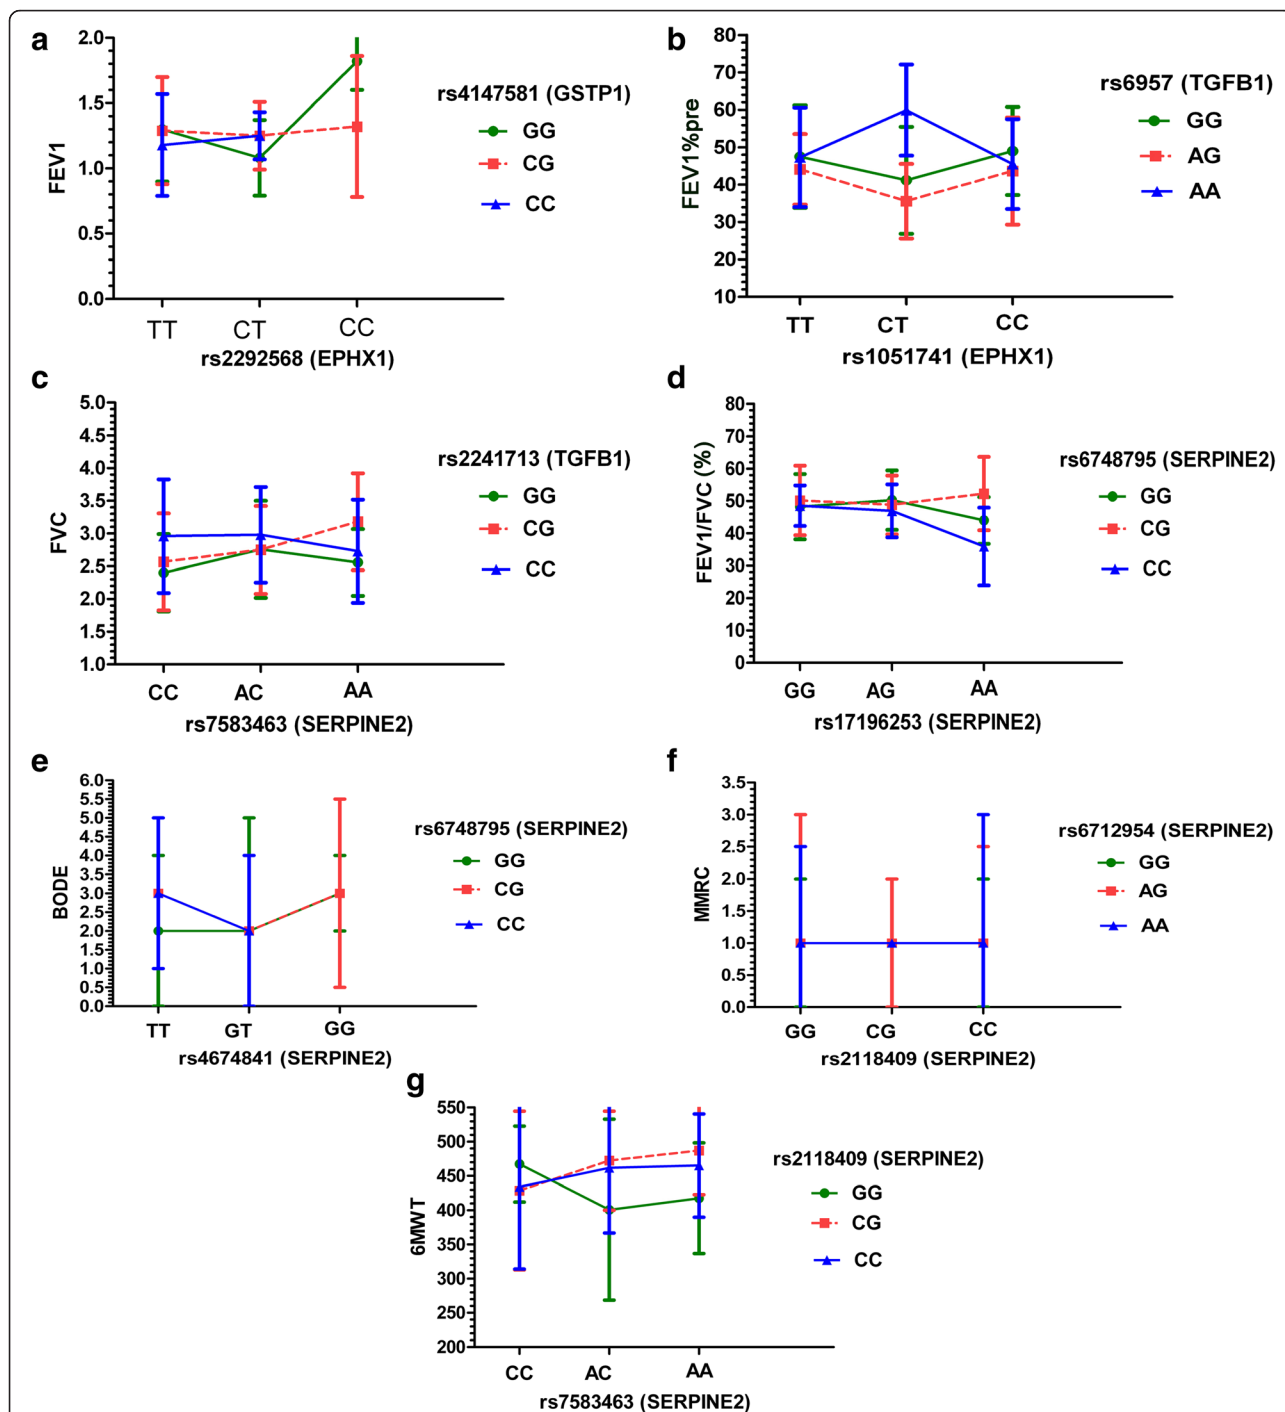 a
FEV1
2.0
1.5
1.0
0.5
0.0
TT CT CC
rs2292568 (EPHX1)
rs4147581 (GSTP1)
GG
CG
CC
b
FEV1%pre
80
70
60
50
40
30
20
10
TT CT CC
rs1051741 (EPHX1)
rs6957 (TGFB1)
GG
AG
AA
c
FVC
5.0
4.5
4.0
3.5
3.0
2.5
2.0
1.5
1.0
CC AC AA
rs7583463 (SERPINE2)
rs2241713 (TGFB1)
GG
CG
CC
d
FEV1/FVC (%)
80
70
60
50
40
30
20
10
0
GG AG AA
rs17196253 (SERPINE2)
rs6748795 (SERPINE2)
GG
CG
CC
e
BODE
6.0
5.5
5.0
4.5
4.0
3.5
3.0
2.5
2.0
1.5
1.0
0.5
0.0
TT GT GG
rs4674841 (SERPINE2)
rs6748795 (SERPINE2)
GG
CG
CC
f
MMRC
3.5
3.0
2.5
2.0
1.5
1.0
0.5
0.0
GG CG CC
rs2118409 (SERPINE2)
rs6712954 (SERPINE2)
GG
AG
AA
g
6MWT
550
500
450
400
350
300
250
200
CC AC AA
rs7583463 (SERPINE2)
rs2118409 (SERPINE2)
GG
CG
CC